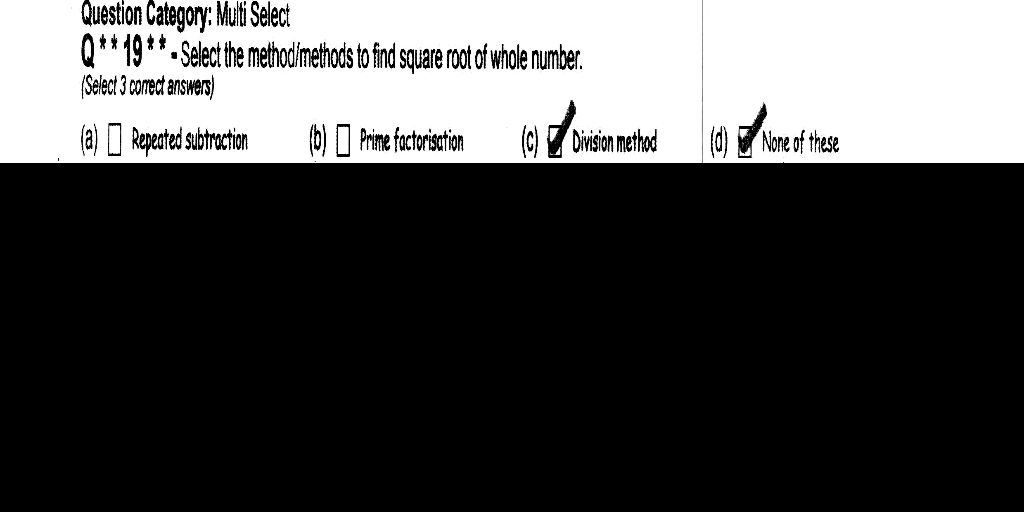 Question Category: Multi Select
Q ** 19 ** - Select the method/methods to find square root of whole number.
(Select 3 correct answers)
(a) ☐ Repeated subtraction (b) ☐ Prime factorisation (c) ☑ Division method (d) ☑ None of these